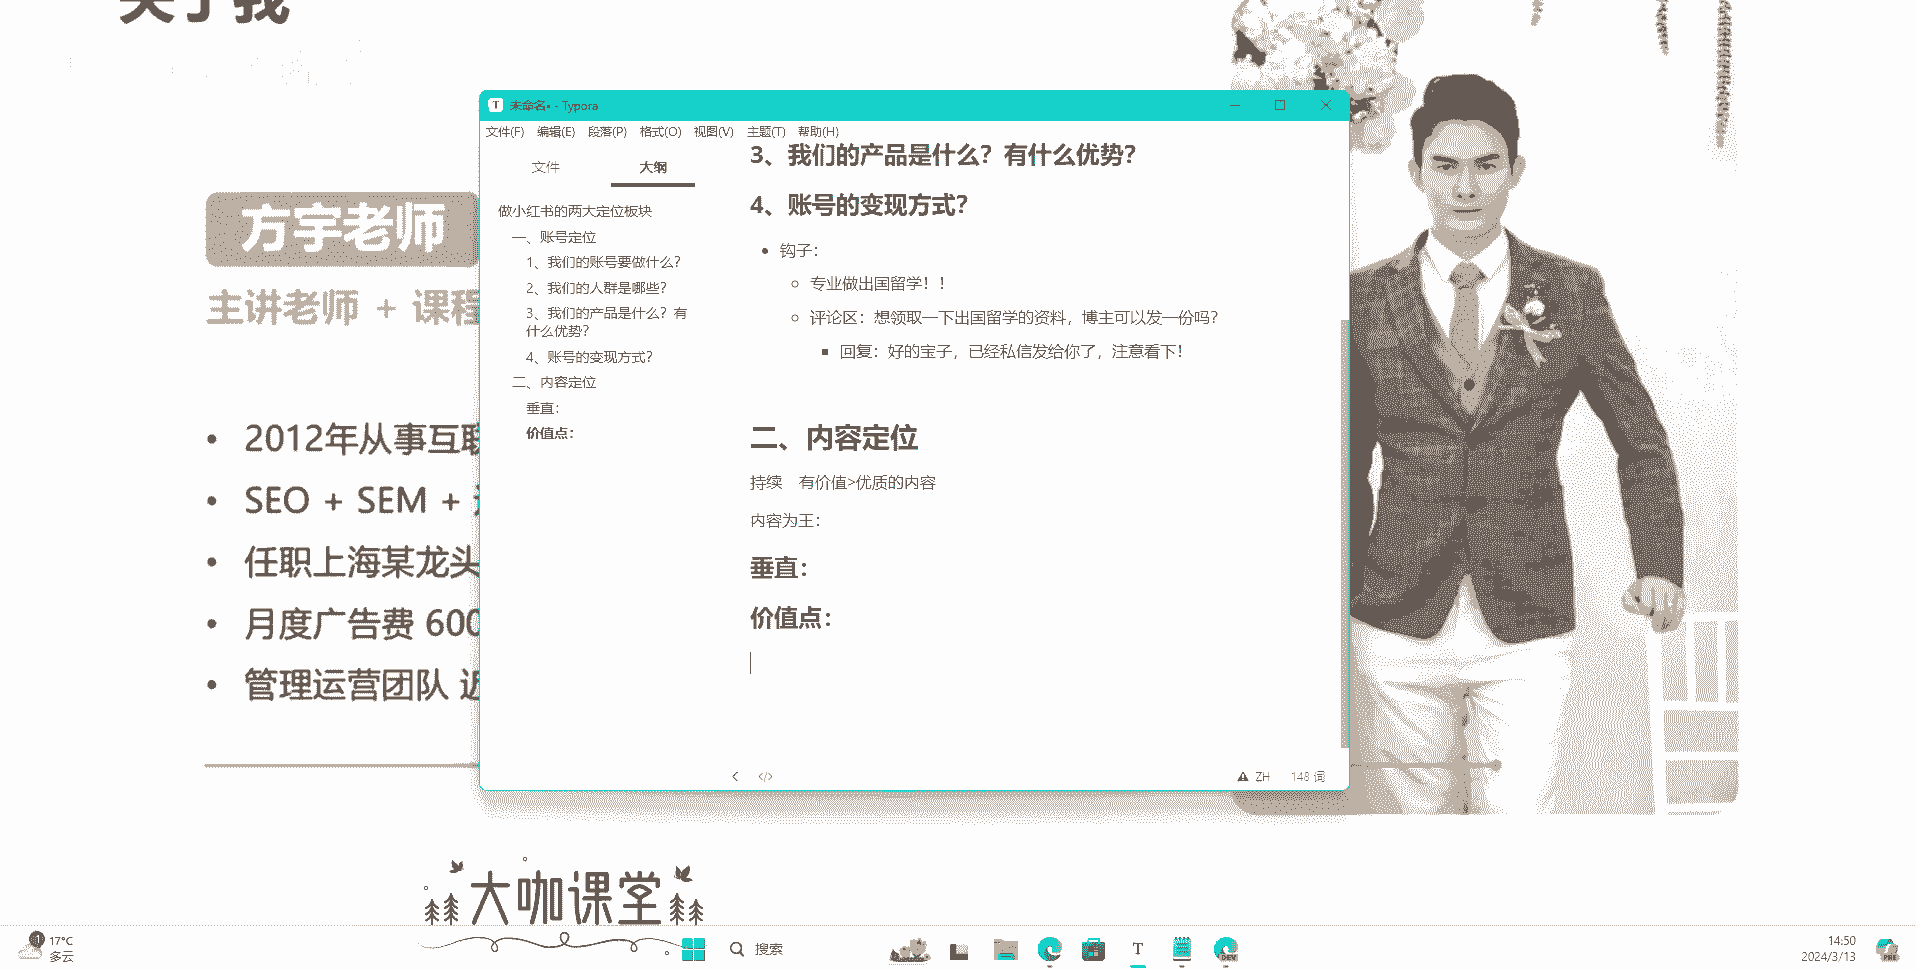 关于我
方宇老师
主讲老师 + 课程
• 2012年从事互联
• SEO + SEM +
• 任职上海某龙头
• 月度广告费 600
• 管理运营团队 近
未命名• - Typora
文件(F) 编辑(E) 段落(P) 格式(O) 视图(V) 主题(T) 帮助(H)
文件 大纲
做小红书的两大定位板块
一、账号定位
1、我们的账号要做什么？
2、我们的人群是哪些？
3、我们的产品是什么？有
什么优势？
4、账号的变现方式？
二、内容定位
垂直：
价值点：
3、我们的产品是什么？有什么优势？
4、账号的变现方式？
• 钩子：
○ 专业做出国留学！！
○ 评论区：想领取一下出国留学的资料，博主可以发一份吗？
▪ 回复：好的宝子，已经私信发给你了，注意看下！
二、内容定位
持续 有价值>优质的内容
内容为王：
垂直：
价值点：
</> ZH 148 词
大咖课堂
1
17°C
多云
搜索
T
DEV
14:50
2024/3/13
PRE